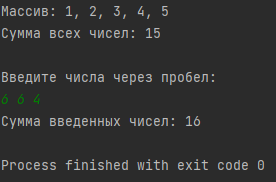 Массив: 1, 2, 3, 4, 5
Сумма всех чисел: 15
Введите числа через пробел:
6 6 4
Сумма введенных чисел: 16
Process finished with exit code 0